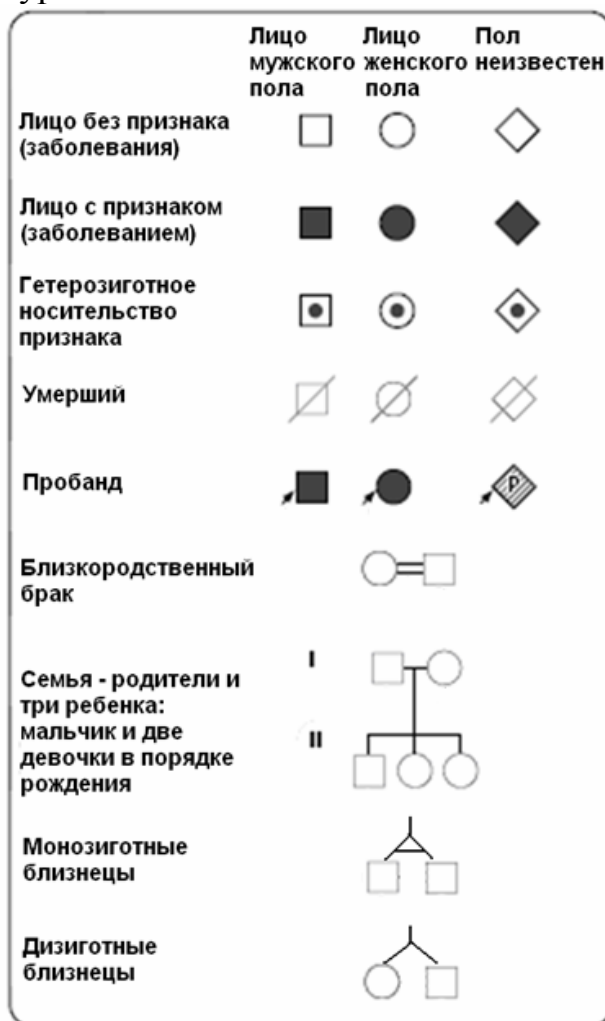 Лицо мужского пола
Лицо женского пола
Пол неизвестен
Лицо без признака
(заболевания)
Лицо с признаком
(заболеванием)
Гетерозиготное
носительство
признака
Умерший
Пробанд
P
Близкородственный
брак
I
Семья - родители и
три ребенка:
мальчик и две
девочки в порядке
рождения
II
Монозиготные
близнецы
Дизиготные
близнецы